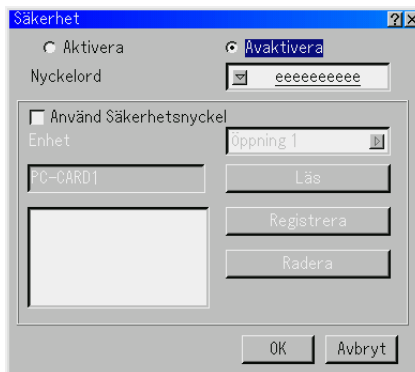 Säkerhet
Aktivera Avaktivera
Nyckelord eeeeeeeeee
Använd Säkerhetsnyckel
Enhet Öppning 1
PC-CARD1 Läs
Registrera
Radera
OK Avbryt